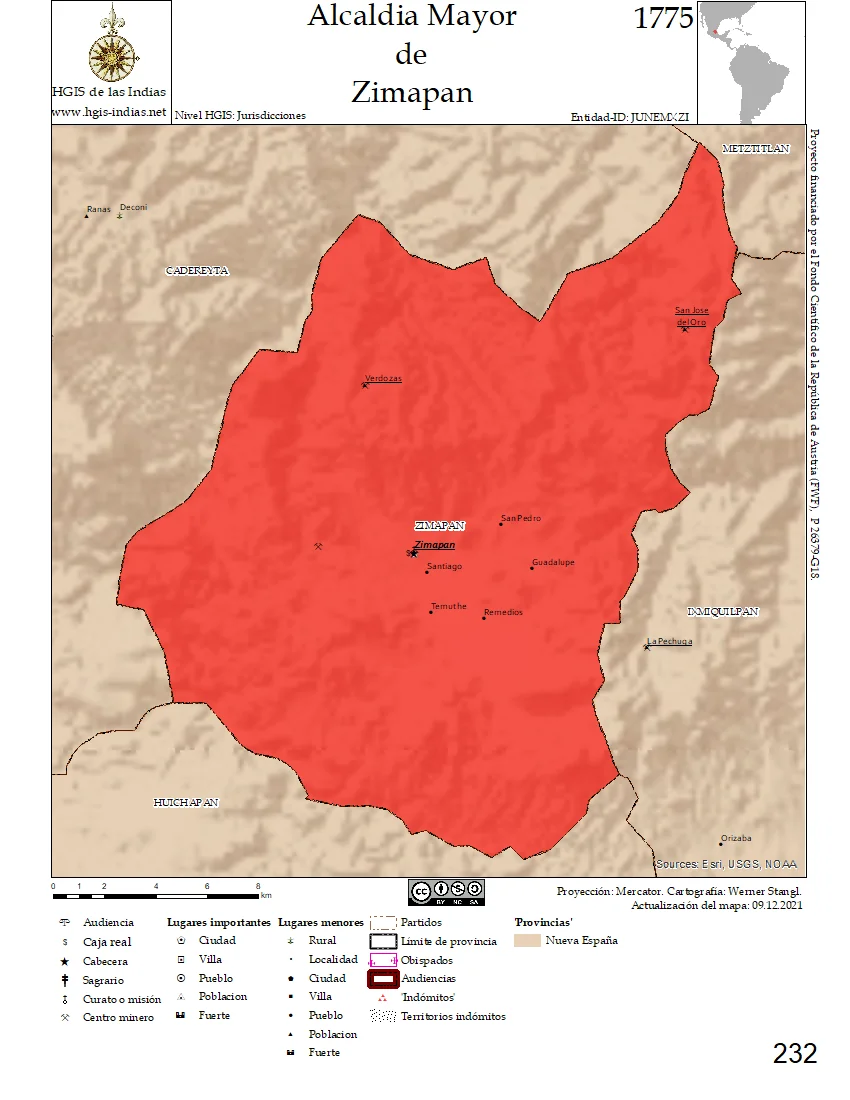 Alcaldia Mayor
de
Zimapan
1775
HGIS de las Indias
www.hgis-indias.net
Nivel HGIS: Jurisdicciones
Entidad-ID: JUNEMXZI
METZTITLAN
Ranas
Deconi
CADEREYTA
San Jose
del Oro
Verdozas
San Pedro
ZIMAPAN
Zimapan
Santiago
Guadalupe
Temuthe
Remedios
IXMIQUILPAN
La Pechuga
HUICHAPAN
Orizaba
Sources: Esri, USGS, NOAA
Proyecto financiado por el Fondo Científico de la República de Austria (FWF), P 26379-G18.
0 1 2 4 6 8
km
CC BY NC SA
Proyección: Mercator. Cartografía: Werner Stangl.
Actualización del mapa: 09.12.2021
Audiencia
Caja real
Cabecera
Sagrario
Curato o misión
Centro minero
Lugares importantes
Ciudad
Villa
Pueblo
Poblacion
Fuerte
Lugares menores
Rural
Localidad
Ciudad
Villa
Pueblo
Poblacion
Fuerte
Partidos
Límite de provincia
Obispados
Audiencias
'Indómitos'
Territorios indómitos
'Provincias'
Nueva España
232